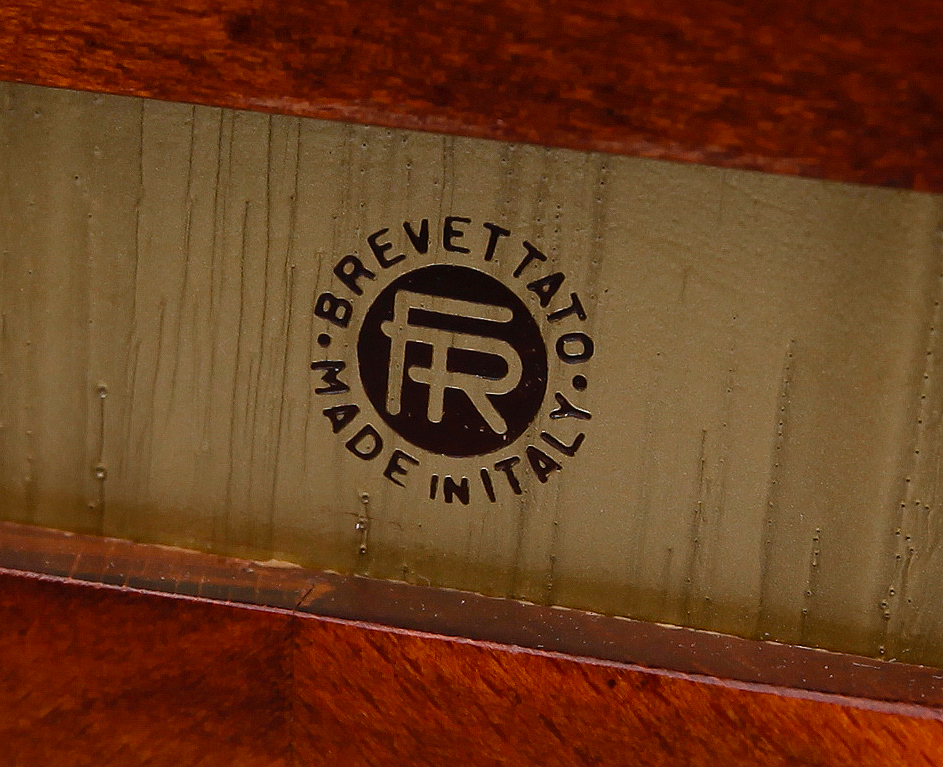 BREVETTATO
FR
• MADE IN ITALY •